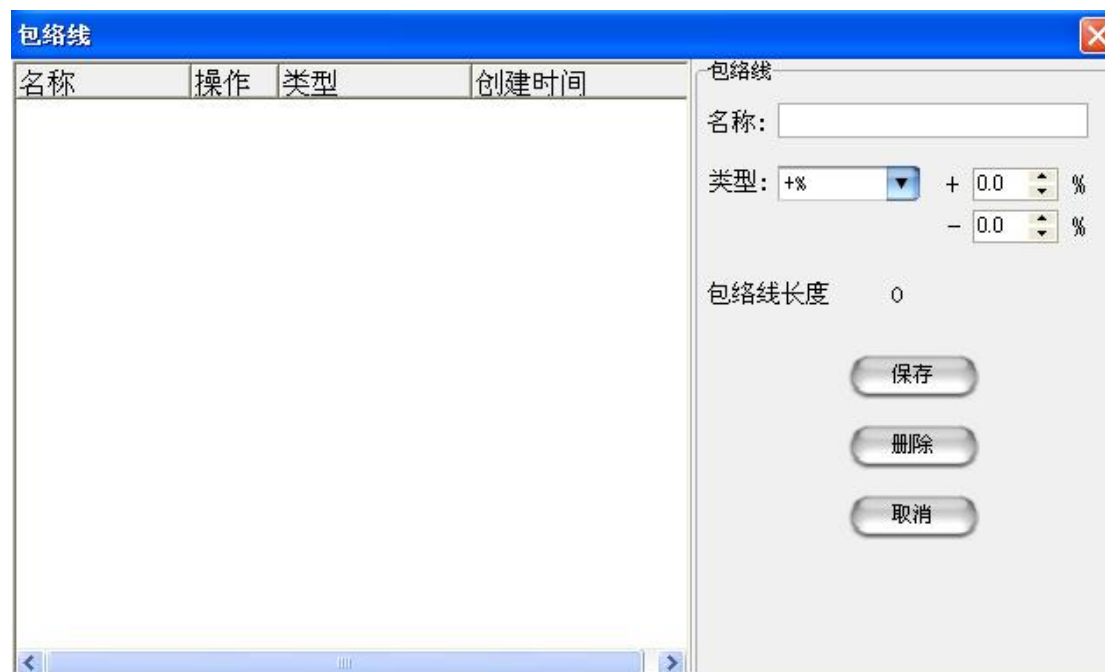 包络线
名称 操作 类型 创建时间
包络线
名称:
类型: +% + 0.0 %
- 0.0 %
包络线长度 0
保存
删除
取消